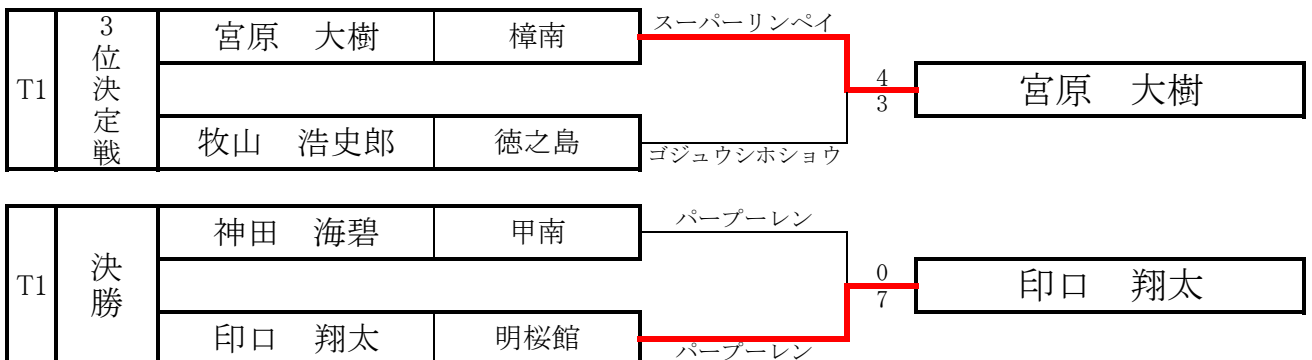 T1
3位決定戦
宮原 大樹
樟南
スーパーリンペイ
4
3
宮原 大樹
牧山 浩史郎
徳之島
ゴジュウシホショウ
T1
決勝
神田 海碧
甲南
パープーレン
0
7
印口 翔太
印口 翔太
明桜館
パープーレン